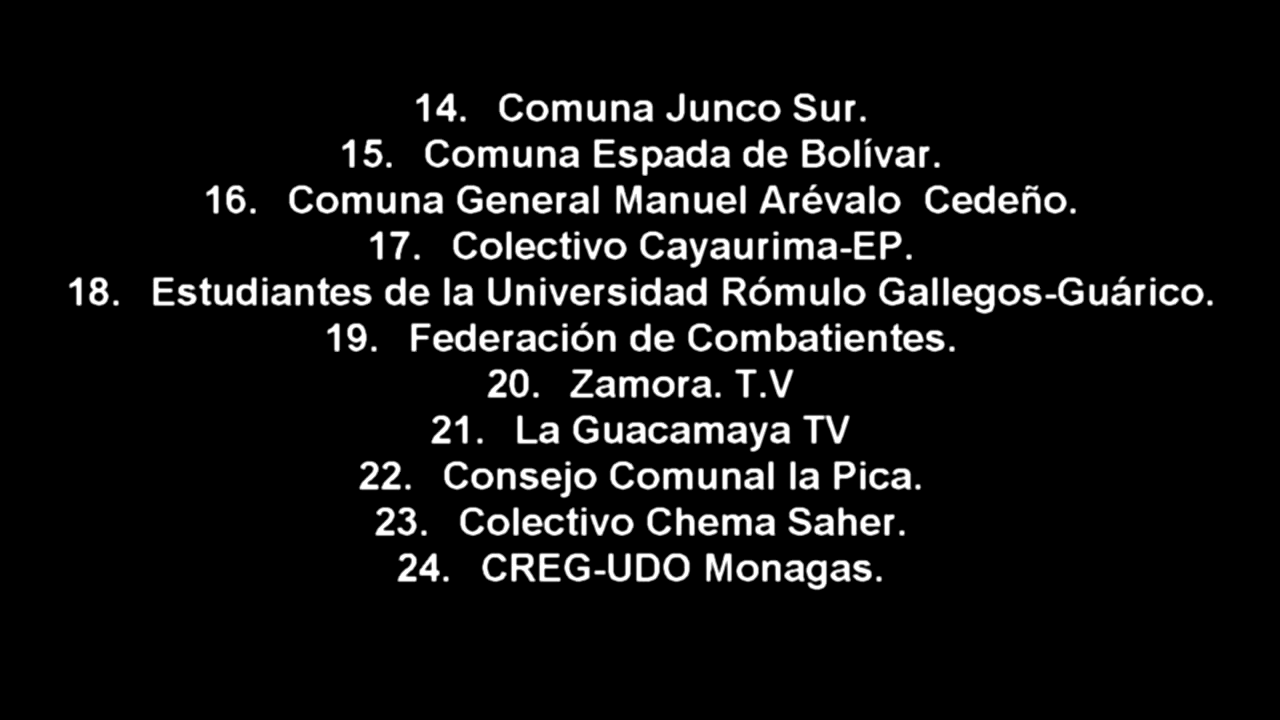 14. Comuna Junco Sur.
15. Comuna Espada de Bolívar.
16. Comuna General Manuel Arévalo  Cedeño.
17. Colectivo Cayaurima-EP.
18. Estudiantes de la Universidad Rómulo Gallegos-Guárico.
19. Federación de Combatientes.
20. Zamora. T.V
21. La Guacamaya TV
22. Consejo Comunal la Pica.
23. Colectivo Chema Saher.
24. CREG-UDO Monagas.